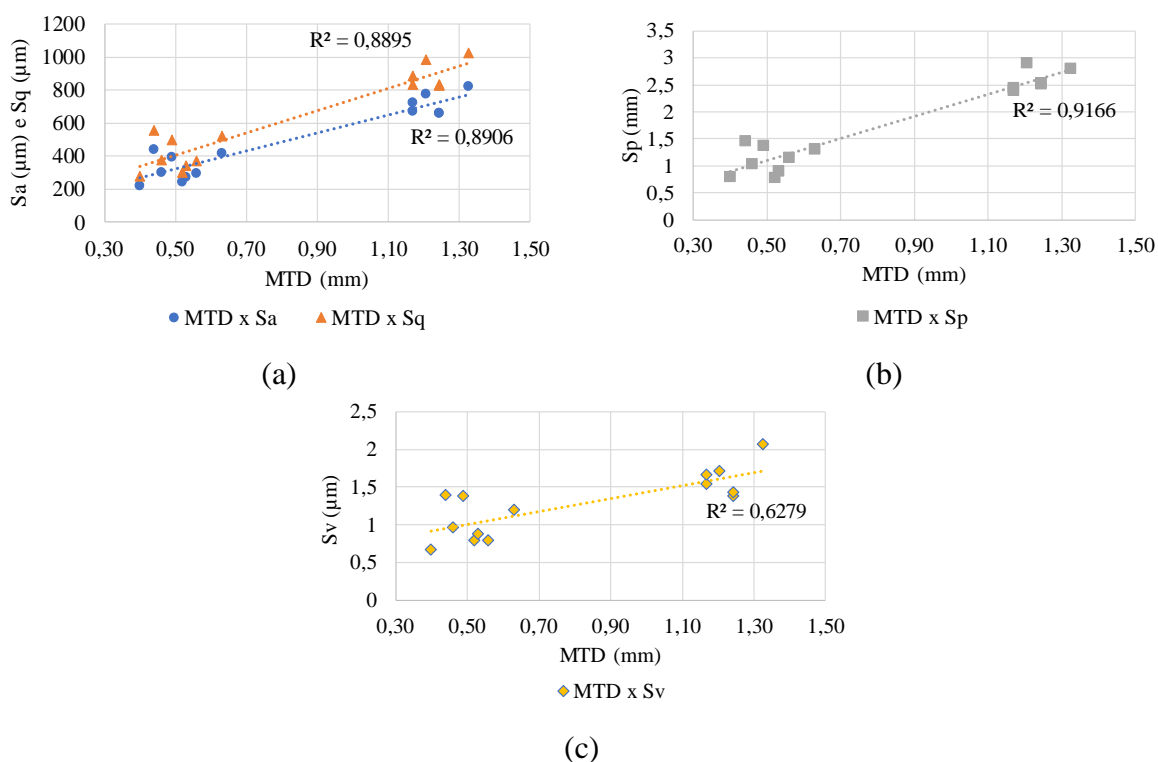 1200
1000
800
600
400
200
0
Sa (µm) e Sq (µm)
R² = 0,8895
R² = 0,8906
0,30 0,50 0,70 0,90 1,10 1,30 1,50
MTD (mm)
MTD x Sa MTD x Sq
(a)
3,5
3
2,5
2
1,5
1
0,5
0
Sp (mm)
R² = 0,9166
0,30 0,50 0,70 0,90 1,10 1,30 1,50
MTD (mm)
MTD x Sp
(b)
2,5
2
1,5
1
0,5
0
Sv (µm)
R² = 0,6279
0,30 0,50 0,70 0,90 1,10 1,30 1,50
MTD (mm)
MTD x Sv
(c)